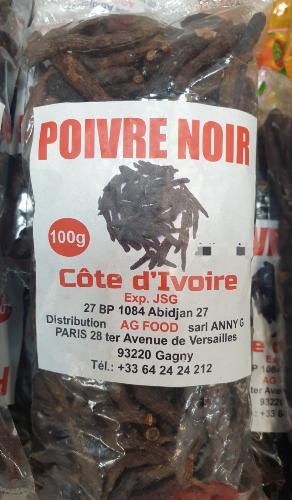 POIVRE NOIR
100g
Côte d'Ivoire
Exp. JSG
27 BP 1084 Abidjan 27
Distribution AG FOOD sarl ANNY G
PARIS 28 ter Avenue de Versailles
93220 Gagny
Tél.: +33 64 24 24 212